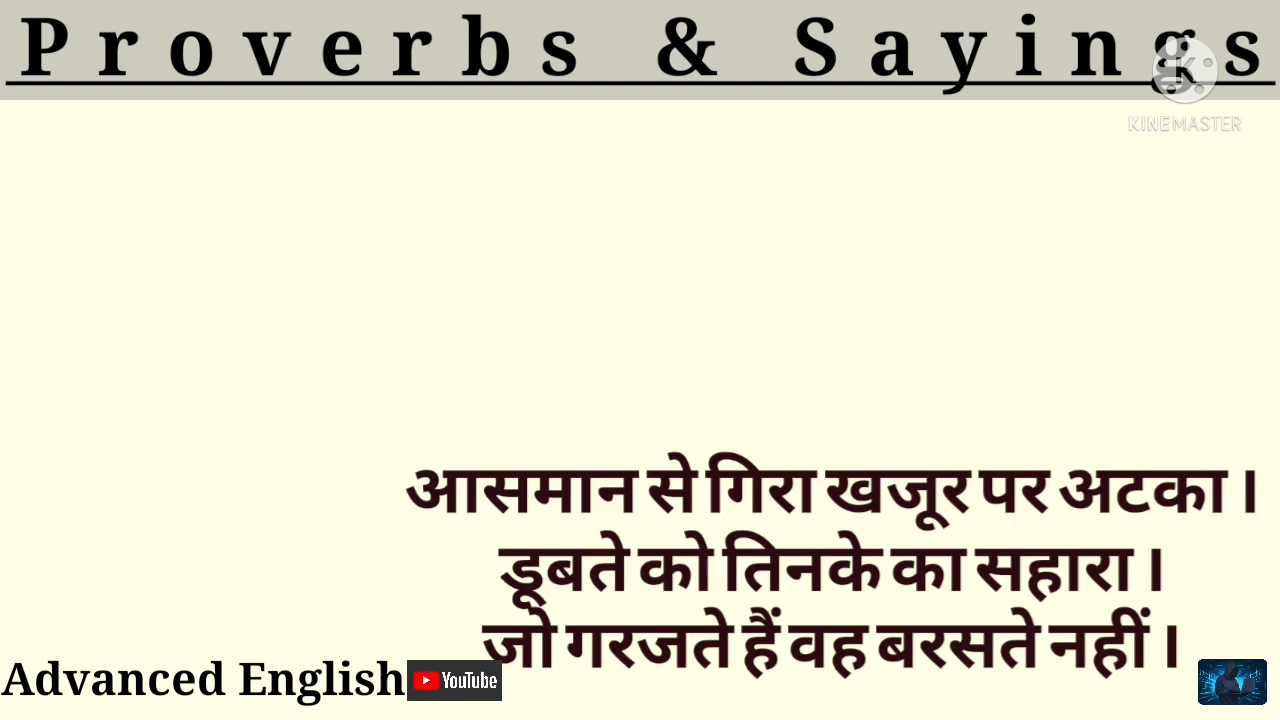 Proverbs & Sayings
KINEMASTER
आसमान से गिरा खजूर पर अटका ।
डूबते को तिनके का सहारा ।
जो गरजते हैं वह बरसते नहीं ।
Advanced English YouTube